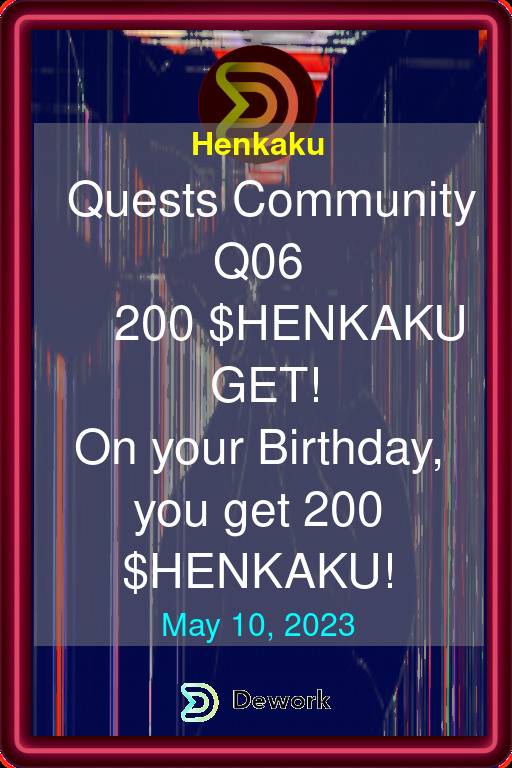 Henkaku
Quests Community
Q06
200 $HENKAKU
GET!
On your Birthday,
you get 200
$HENKAKU!
May 10, 2023
Dework